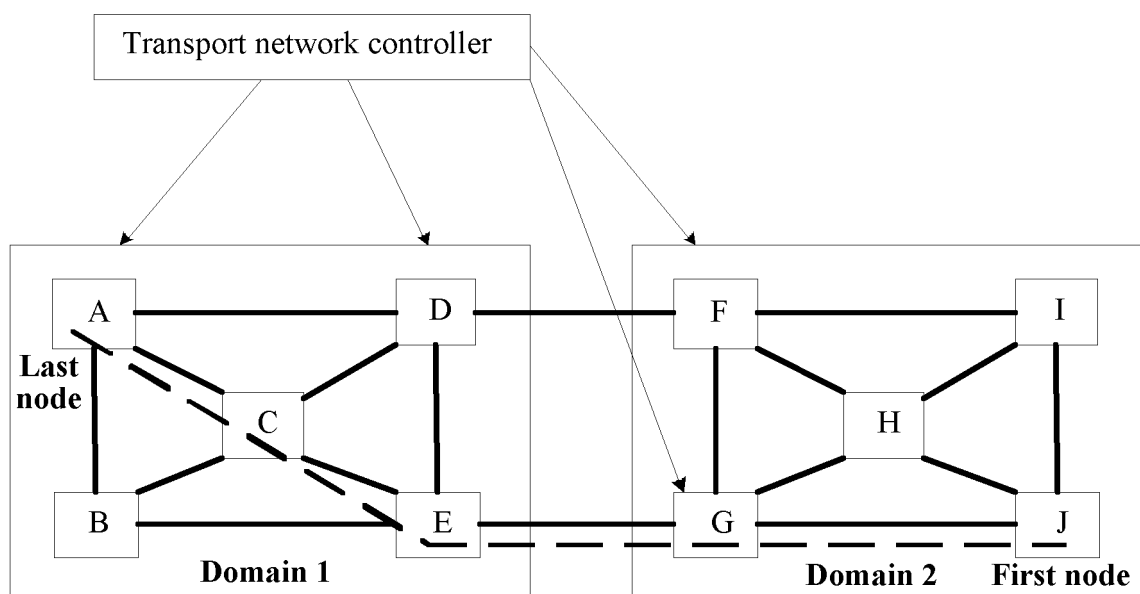 Transport network controller
A
D
F
I
Last
node
C
H
B
E
G
J
Domain 1
Domain 2
First node